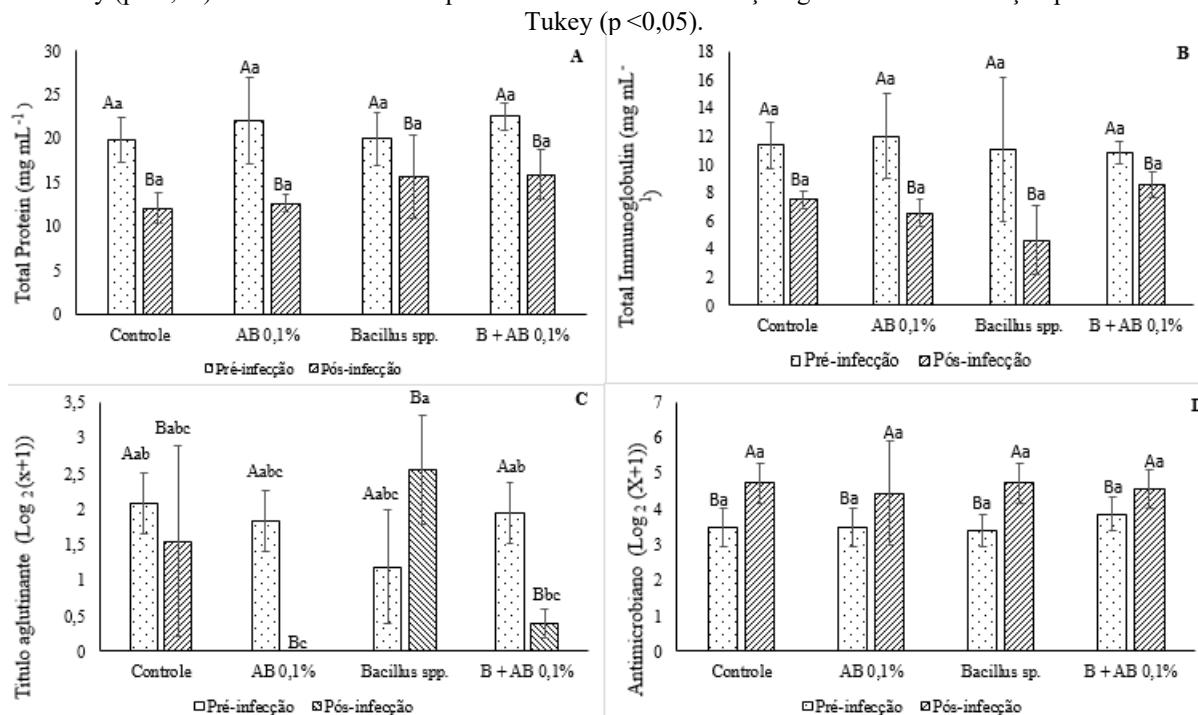 Tukey (p <0,05).
A
Total Protein (mg mL-1 )
30
25
20
15
10
5
0
Aa
Ba
Aa
Ba
Aa
Ba
Aa
Ba
Controle AB 0,1% Bacillus spp. B + AB 0,1%
Pré-infecção Pós-infecção
B
Total Immunoglobulin (mg mL-
1)
18
16
14
12
10
8
6
4
2
0
Aa
Ba
Aa
Ba
Aa
Ba
Aa
Ba
Controle AB 0,1% Bacillus spp. B + AB 0,1%
Pré-infecção Pós-infecção
C
Titulo aglutinante (Log 2 (x+1))
3,5
3
2,5
2
1,5
1
0,5
0
Aab
Babc
Aabc
Bc
Aabc
Ba
Aab
Bbc
Controle AB 0,1% Bacillus spp. B + AB 0,1%
Pré-infecção Pós-infecção
D
Antimicrobiano (Log 2 (X+1))
7
6
5
4
3
2
1
0
Ba
Aa
Ba
Aa
Ba
Aa
Ba
Aa
Controle AB 0,1% Bacillus sp. B + AB 0,1%
Pré-infecção Pós-infecção